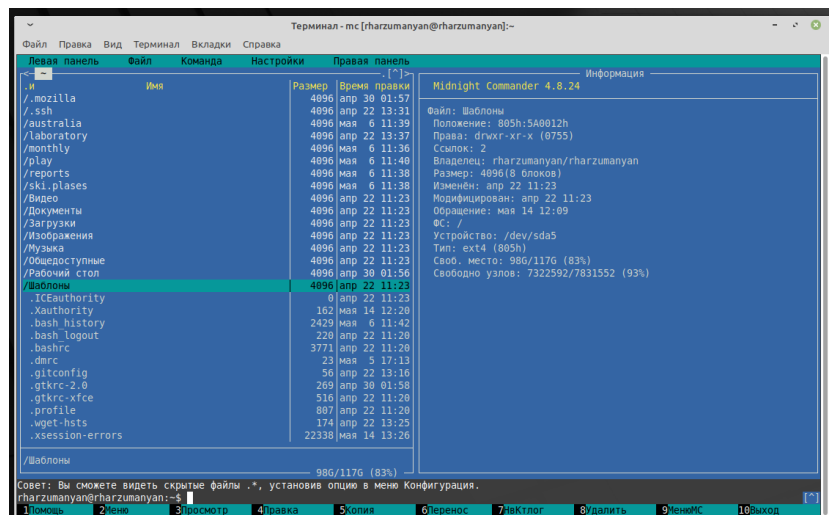 Терминал - mc [rharzumanyan@rharzumanyan]:~
Файл Правка Вид Терминал Вкладки Справка
Левая панель Файл Команда Настройки Правая панель
<- ~ .[^]> Информация
.и Имя Размер Время правки Midnight Commander 4.8.24
/.mozilla 4096 апр 30 01:57
/.ssh 4096 апр 22 13:31 Файл: Шаблоны
/australia 4096 мая 6 11:39 Положение: 805h:5A0012h
/laboratory 4096 апр 22 13:37 Права: drwxr-xr-x (0755)
/monthly 4096 мая 6 11:36 Ссылок: 2
/play 4096 мая 6 11:40 Владелец: rharzumanyan/rharzumanyan
/reports 4096 мая 6 11:38 Размер: 4096(8 блоков)
/ski.plases 4096 мая 6 11:38 Изменён: апр 22 11:23
/Видео 4096 апр 22 11:23 Модифицирован: апр 22 11:23
/Документы 4096 апр 22 11:23 Обращение: мая 14 12:09
/Загрузки 4096 апр 22 11:23 ФС: /
/Изображения 4096 апр 22 11:23 Устройство: /dev/sda5
/Музыка 4096 апр 22 11:23 Тип: ext4 (805h)
/Общедоступные 4096 апр 22 11:23 Своб. место: 98G/117G (83%)
/Рабочий стол 4096 апр 30 01:56 Свободно узлов: 7322592/7831552 (93%)
/Шаблоны 4096 апр 22 11:23
.ICEauthority 0 апр 22 11:23
.Xauthority 162 мая 14 12:20
.bash_history 2429 мая 6 11:42
.bash_logout 220 апр 22 11:20
.bashrc 3771 апр 22 11:20
.dmrc 23 мая 5 17:13
.gitconfig 56 апр 22 13:16
.gtkrc-2.0 269 апр 30 01:58
.gtkrc-xfce 516 апр 22 11:20
.profile 807 апр 22 11:20
.wget-hsts 174 апр 22 13:25
.xsession-errors 22338 мая 14 13:26
/Шаблоны
98G/117G (83%)
Совет: Вы сможете видеть скрытые файлы .*, установив опцию в меню Конфигурация.
rharzumanyan@rharzumanyan:~$ [^]
1Помощь 2Меню 3Просмотр 4Правка 5Копия 6Перенос 7НвКтлог 8Удалить 9МенюMC 10Выход